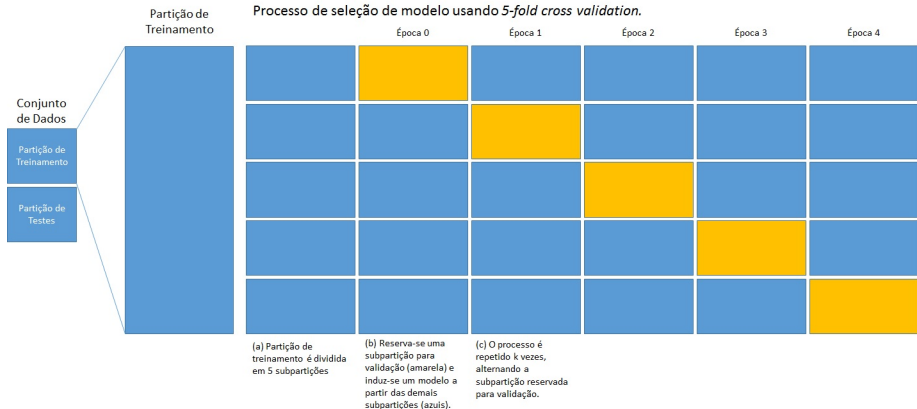 Processo de seleção de modelo usando 5-fold cross validation.
Partição de
Treinamento
Época 0
Época 1
Época 2
Época 3
Época 4
Conjunto
de Dados
Partição de
Treinamento
Partição de
Testes
(a) Partição de
treinamento é dividida
em 5 subpartições
(b) Reserva-se uma
subpartição para
validação (amarela) e
induz-se um modelo a
partir das demais
subpartições (azuis).
(c) O processo é
repetido k vezes,
alternando a
subpartição reservada
para validação.